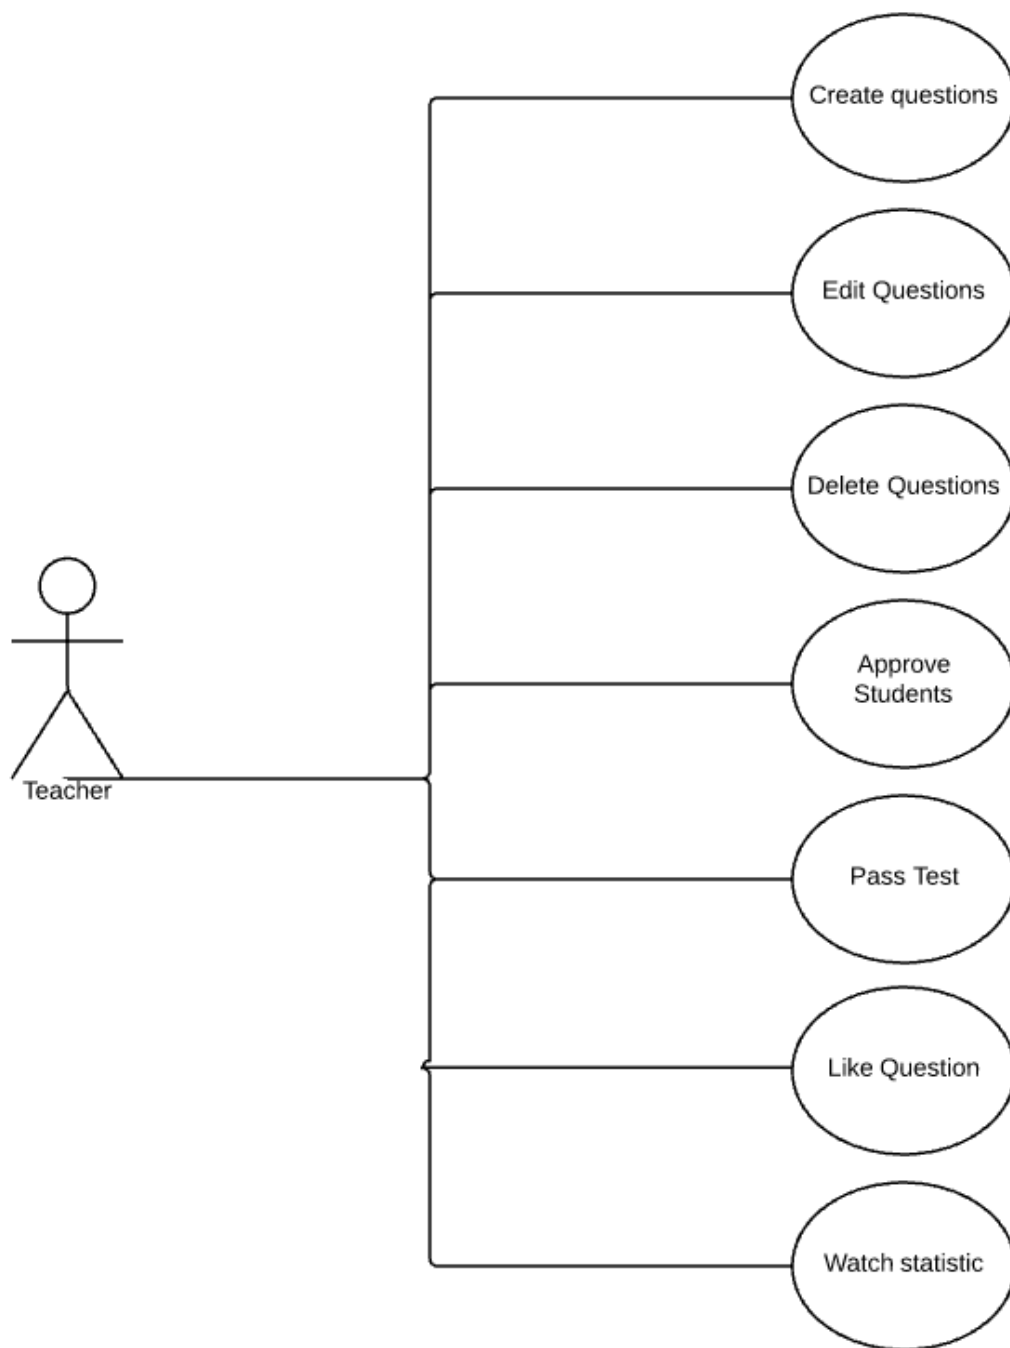 Create questions
Edit Questions
Delete Questions
Approve
Students
Teacher
Pass Test
Like Question
Watch statistic